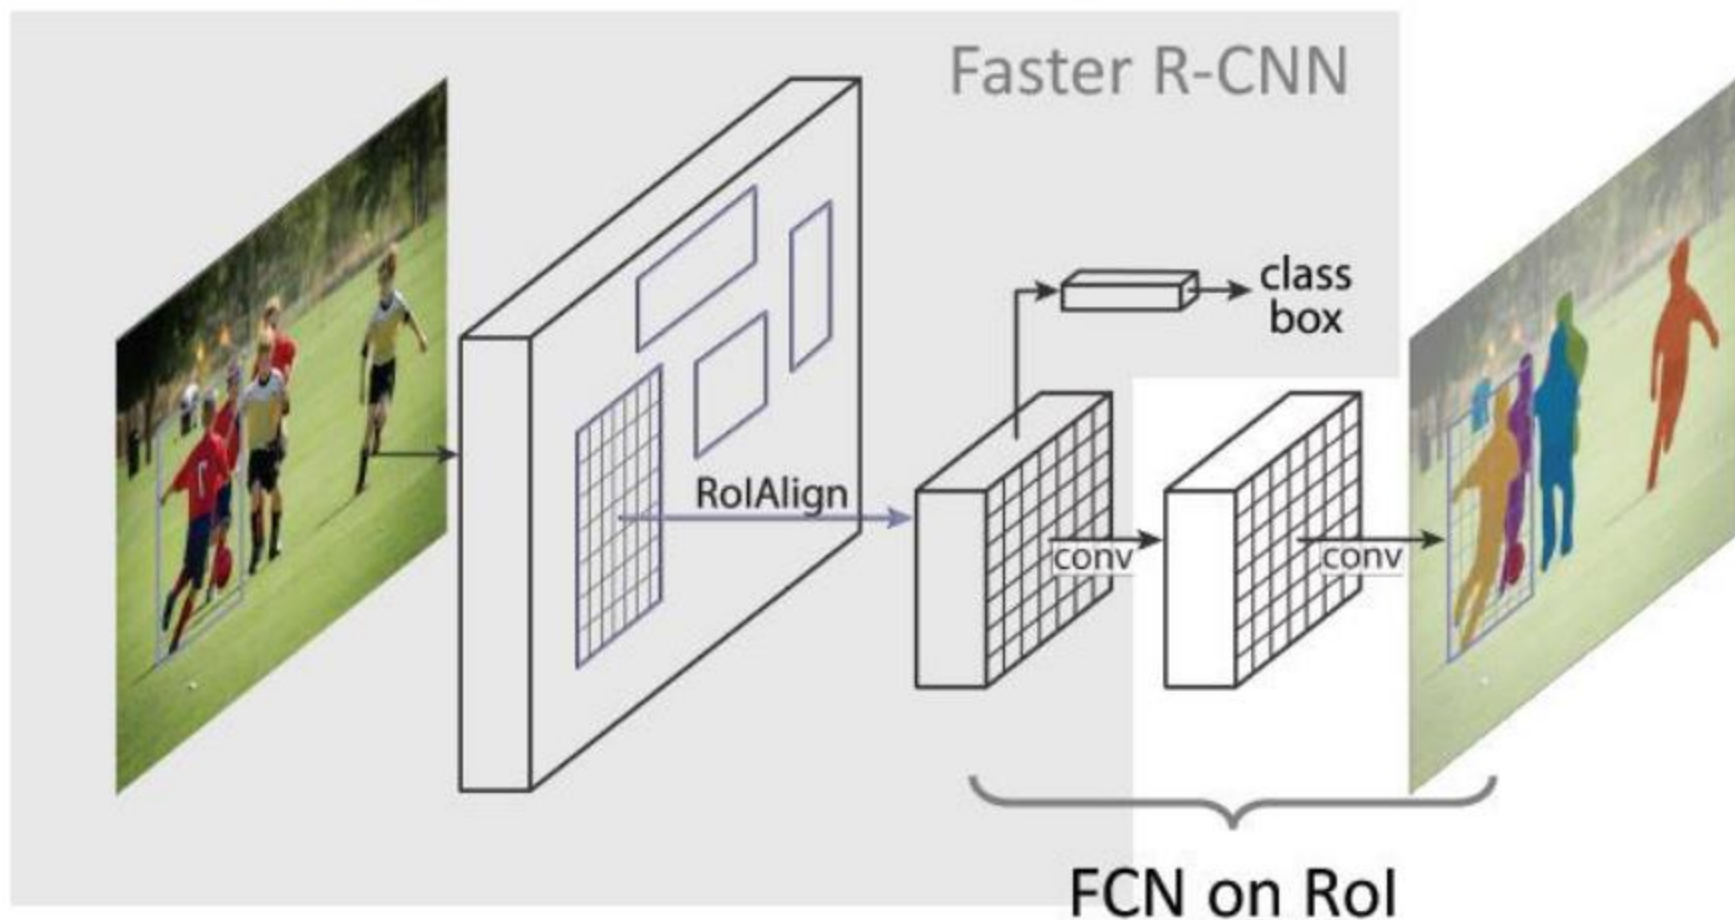 Faster R-CNN
class
box
RoIAlign
conv
conv
FCN on RoI